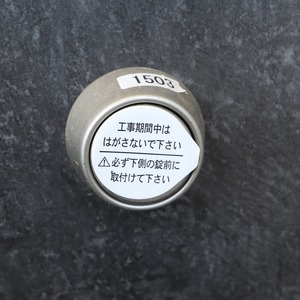 1503
工事期間中は
はがさないで下さい
⚠必ず下側の錠前に
取付けて下さい